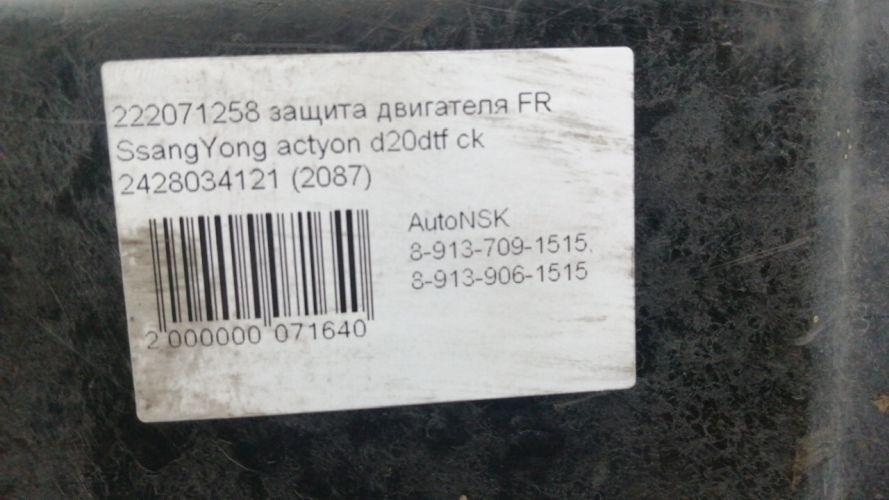 222071258 защита двигателя FR
SsangYong actyon d20dtf ck
2428034121 (2087)
AutoNSK
8-913-709-1515,
8-913-906-1515
2 000000 071640